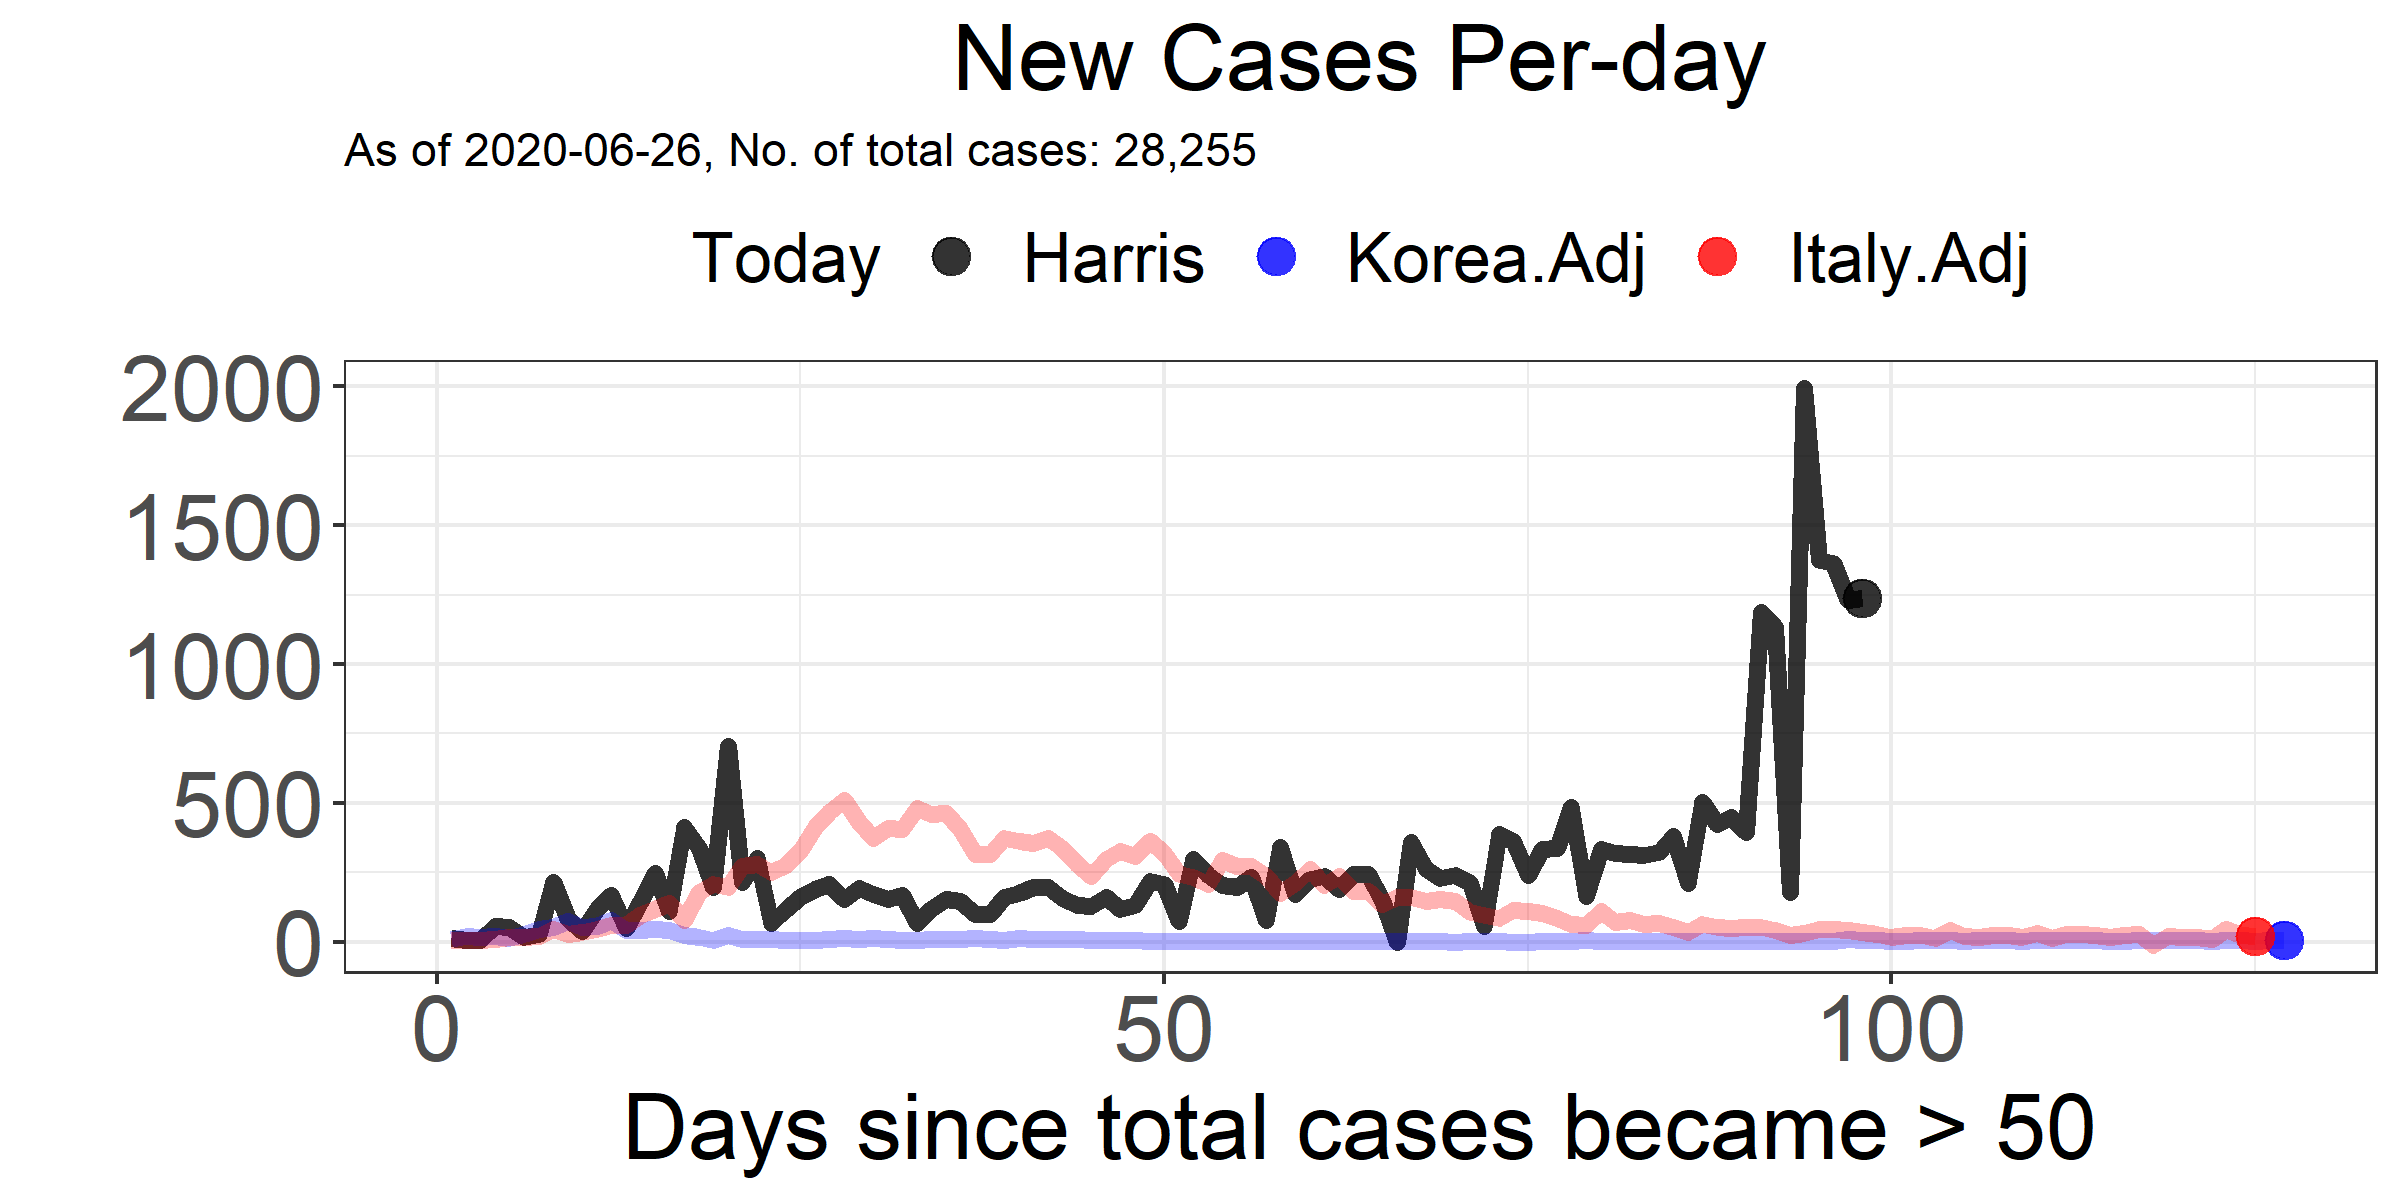 New Cases Per-day
As of 2020-06-26, No. of total cases: 28,255
Today Harris Korea.Adj Italy.Adj
2000
1500
1000
500
0
0 50 100
Days since total cases became > 50